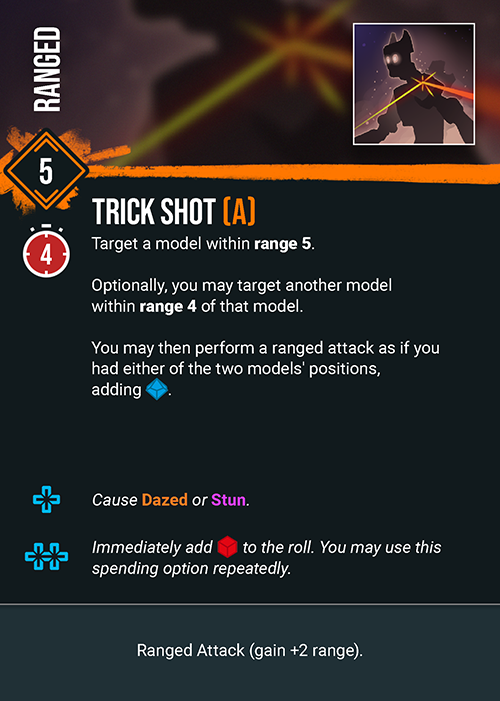 RANGED
5
TRICK SHOT (A)
4
Target a model within range 5.
Optionally, you may target another model
within range 4 of that model.
You may then perform a ranged attack as if you
had either of the two models' positions,
adding .
Cause Dazed or Stun.
Immediately add to the roll. You may use this
spending option repeatedly.
Ranged Attack (gain +2 range).